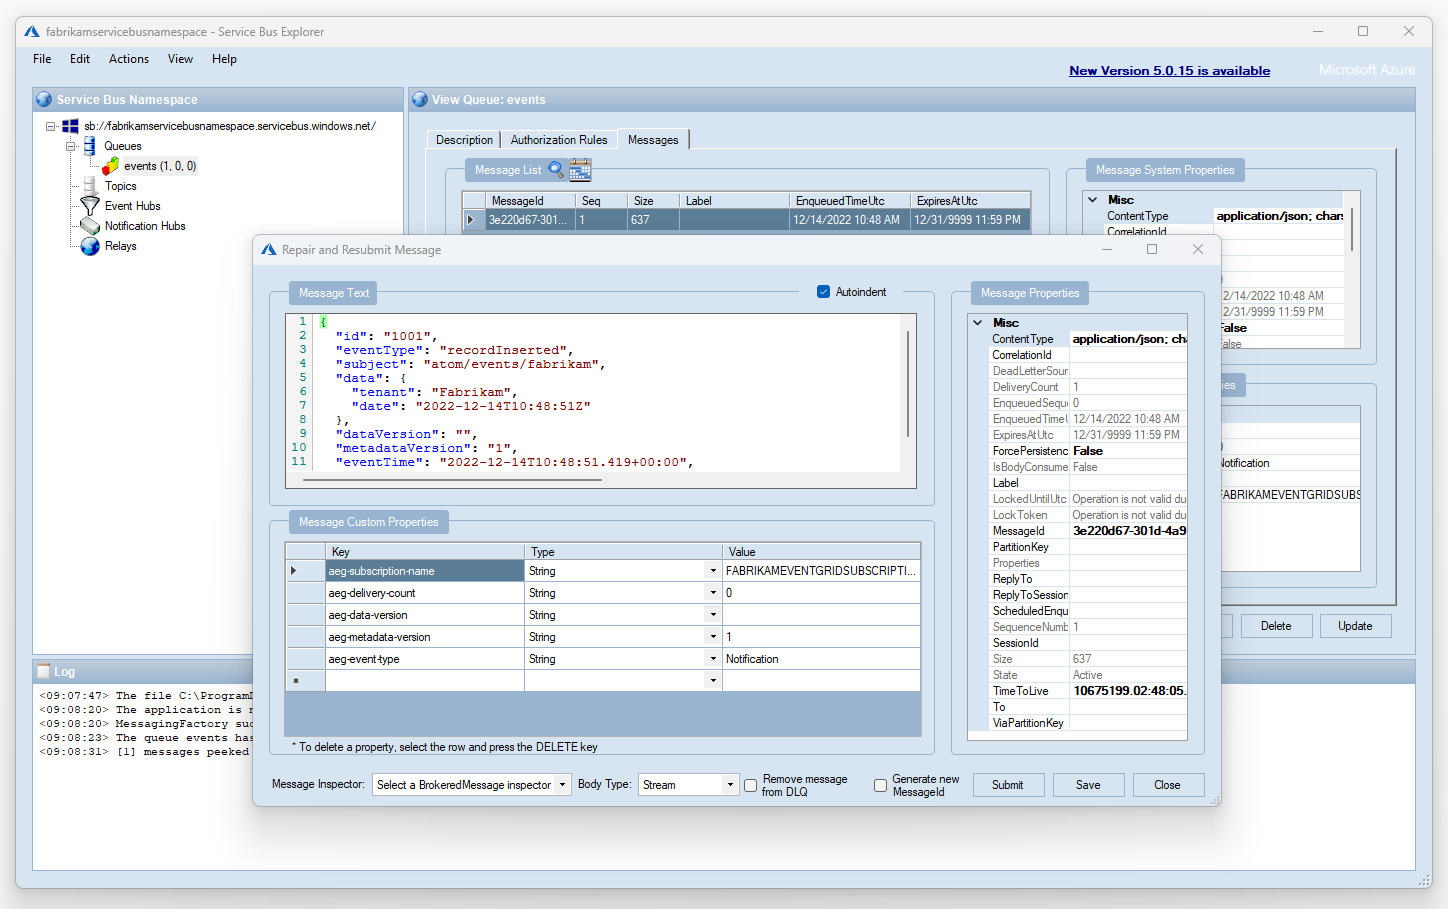 fabrikamservicebusnamespace - Service Bus Explorer
File Edit Actions View Help
New Version 5.0.15 is available
Microsoft Azure
Service Bus Namespace
sb://fabrikamservicebusnamespace.servicebus.windows.net/
Queues
events (1, 0, 0)
Topics
Event Hubs
Notification Hubs
Relays
View Queue: events
Description Authorization Rules Messages
Message List
MessageId Seq Size Label EnqueuedTimeUtc ExpiresAtUtc
3e220d67-301... 1 637 12/14/2022 10:48 AM 12/31/9999 11:59 PM
Message System Properties
Misc
ContentType application/json; chars
CorrelationId
2/14/2022 10:48 AM
2/31/9999 11:59 PM
False
alse
ies
Notification
FABRIKAMEVENTGRIDSUBS
Delete Update
Repair and Resubmit Message
Message Text
Autoindent
1 {
2 "id": "1001",
3 "eventType": "recordInserted",
4 "subject": "atom/events/fabrikam",
5 "data": {
6 "tenant": "Fabrikam",
7 "date": "2022-12-14T10:48:51Z"
8 },
9 "dataVersion": "",
10 "metadataVersion": "1",
11 "eventTime": "2022-12-14T10:48:51.419+00:00",
Message Custom Properties
Key Type Value
aeg-subscription-name String FABRIKAMEVENTGRIDSUBSCRIPTI...
aeg-delivery-count String 0
aeg-data-version String
aeg-metadata-version String 1
aeg-event-type String Notification
* To delete a property, select the row and press the DELETE key
Message Properties
Misc
ContentType application/json; cha
CorrelationId
DeadLetterSour
DeliveryCount 1
EnqueuedSeque 0
EnqueuedTimeU 12/14/2022 10:48 AM
ExpiresAtUtc 12/31/9999 11:59 PM
ForcePersistenc False
IsBodyConsume False
Label
LockedUntilUtc Operation is not valid du
LockToken Operation is not valid du
MessageId 3e220d67-301d-4a9
PartitionKey
Properties
ReplyTo
ReplyToSession
ScheduledEnqu
SequenceNumb 1
SessionId
Size 637
State Active
TimeToLive 10675199.02:48:05.
To
ViaPartitionKey
Message Inspector: Select a BrokeredMessage inspector Body Type: Stream
Remove message
from DLQ
Generate new
MessageId
Submit Save Close
Log
<09:07:47> The file C:\Program
<09:08:20> The application is n
<09:08:20> MessagingFactory suc
<09:08:23> The queue events has
<09:08:31> [1] messages peeked